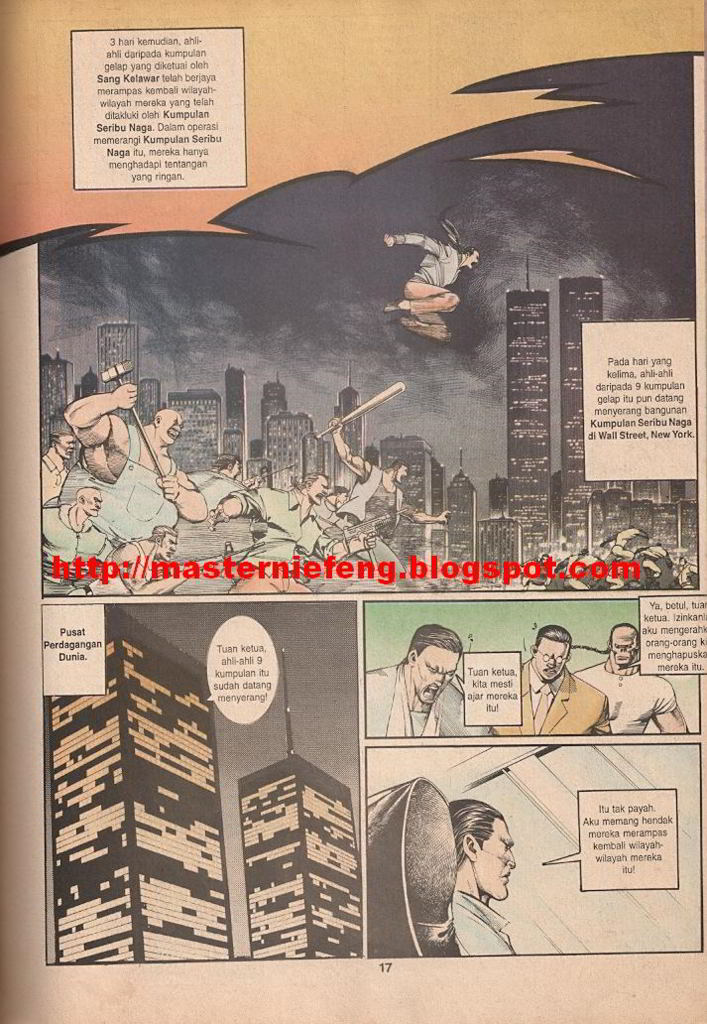 3 hari kemudian, ahli-
ahli daripada kumpulan
gelap yang diketuai oleh
Sang Kelawar telah berjaya
merampas kembali wilayah-
wilayah mereka yang telah
ditakluki oleh Kumpulan
Seribu Naga. Dalam operasi
memerangi Kumpulan Seribu
Naga itu, mereka hanya
menghadapi tentangan
yang ringan.
Pada hari yang
kelima, ahli-ahli
daripada 9 kumpulan
gelap itu pun datang
menyerang bangunan
Kumpulan Seribu Naga
di Wall Street, New York.
http://masterniefeng.blogspot.com
Pusat
Perdagangan
Dunia.
Tuan ketua,
ahli-ahli 9
kumpulan itu
sudah datang
menyerang!
Tuan ketua,
kita mesti
ajar mereka
itu!
Ya, betul, tuan
ketua. Izinkanla
aku mengerahk
orang-orang ki
menghapuska
mereka itu.
Itu tak payah.
Aku memang hendak
mereka merampas
kembali wilayah-
wilayah mereka
itu!
17